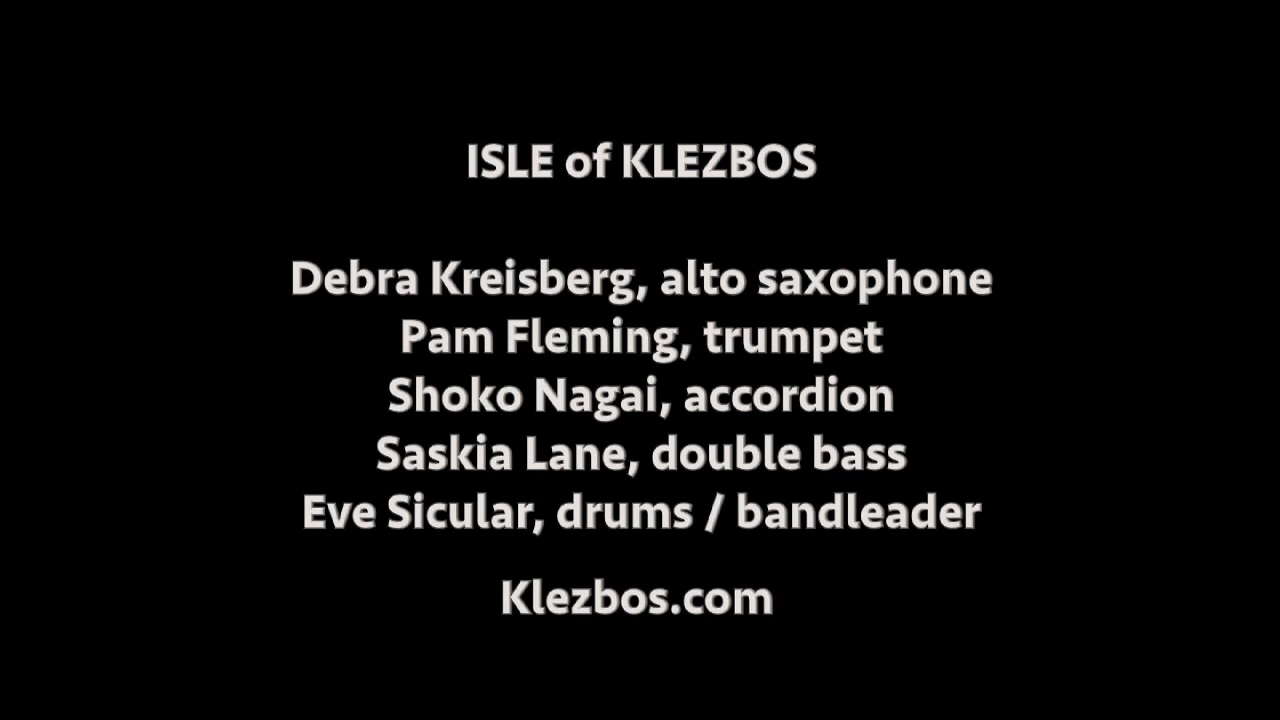 ISLE of KLEZBOS
Debra Kreisberg, alto saxophone
Pam Fleming, trumpet
Shoko Nagai, accordion
Saskia Lane, double bass
Eve Sicular, drums / bandleader
Klezbos.com